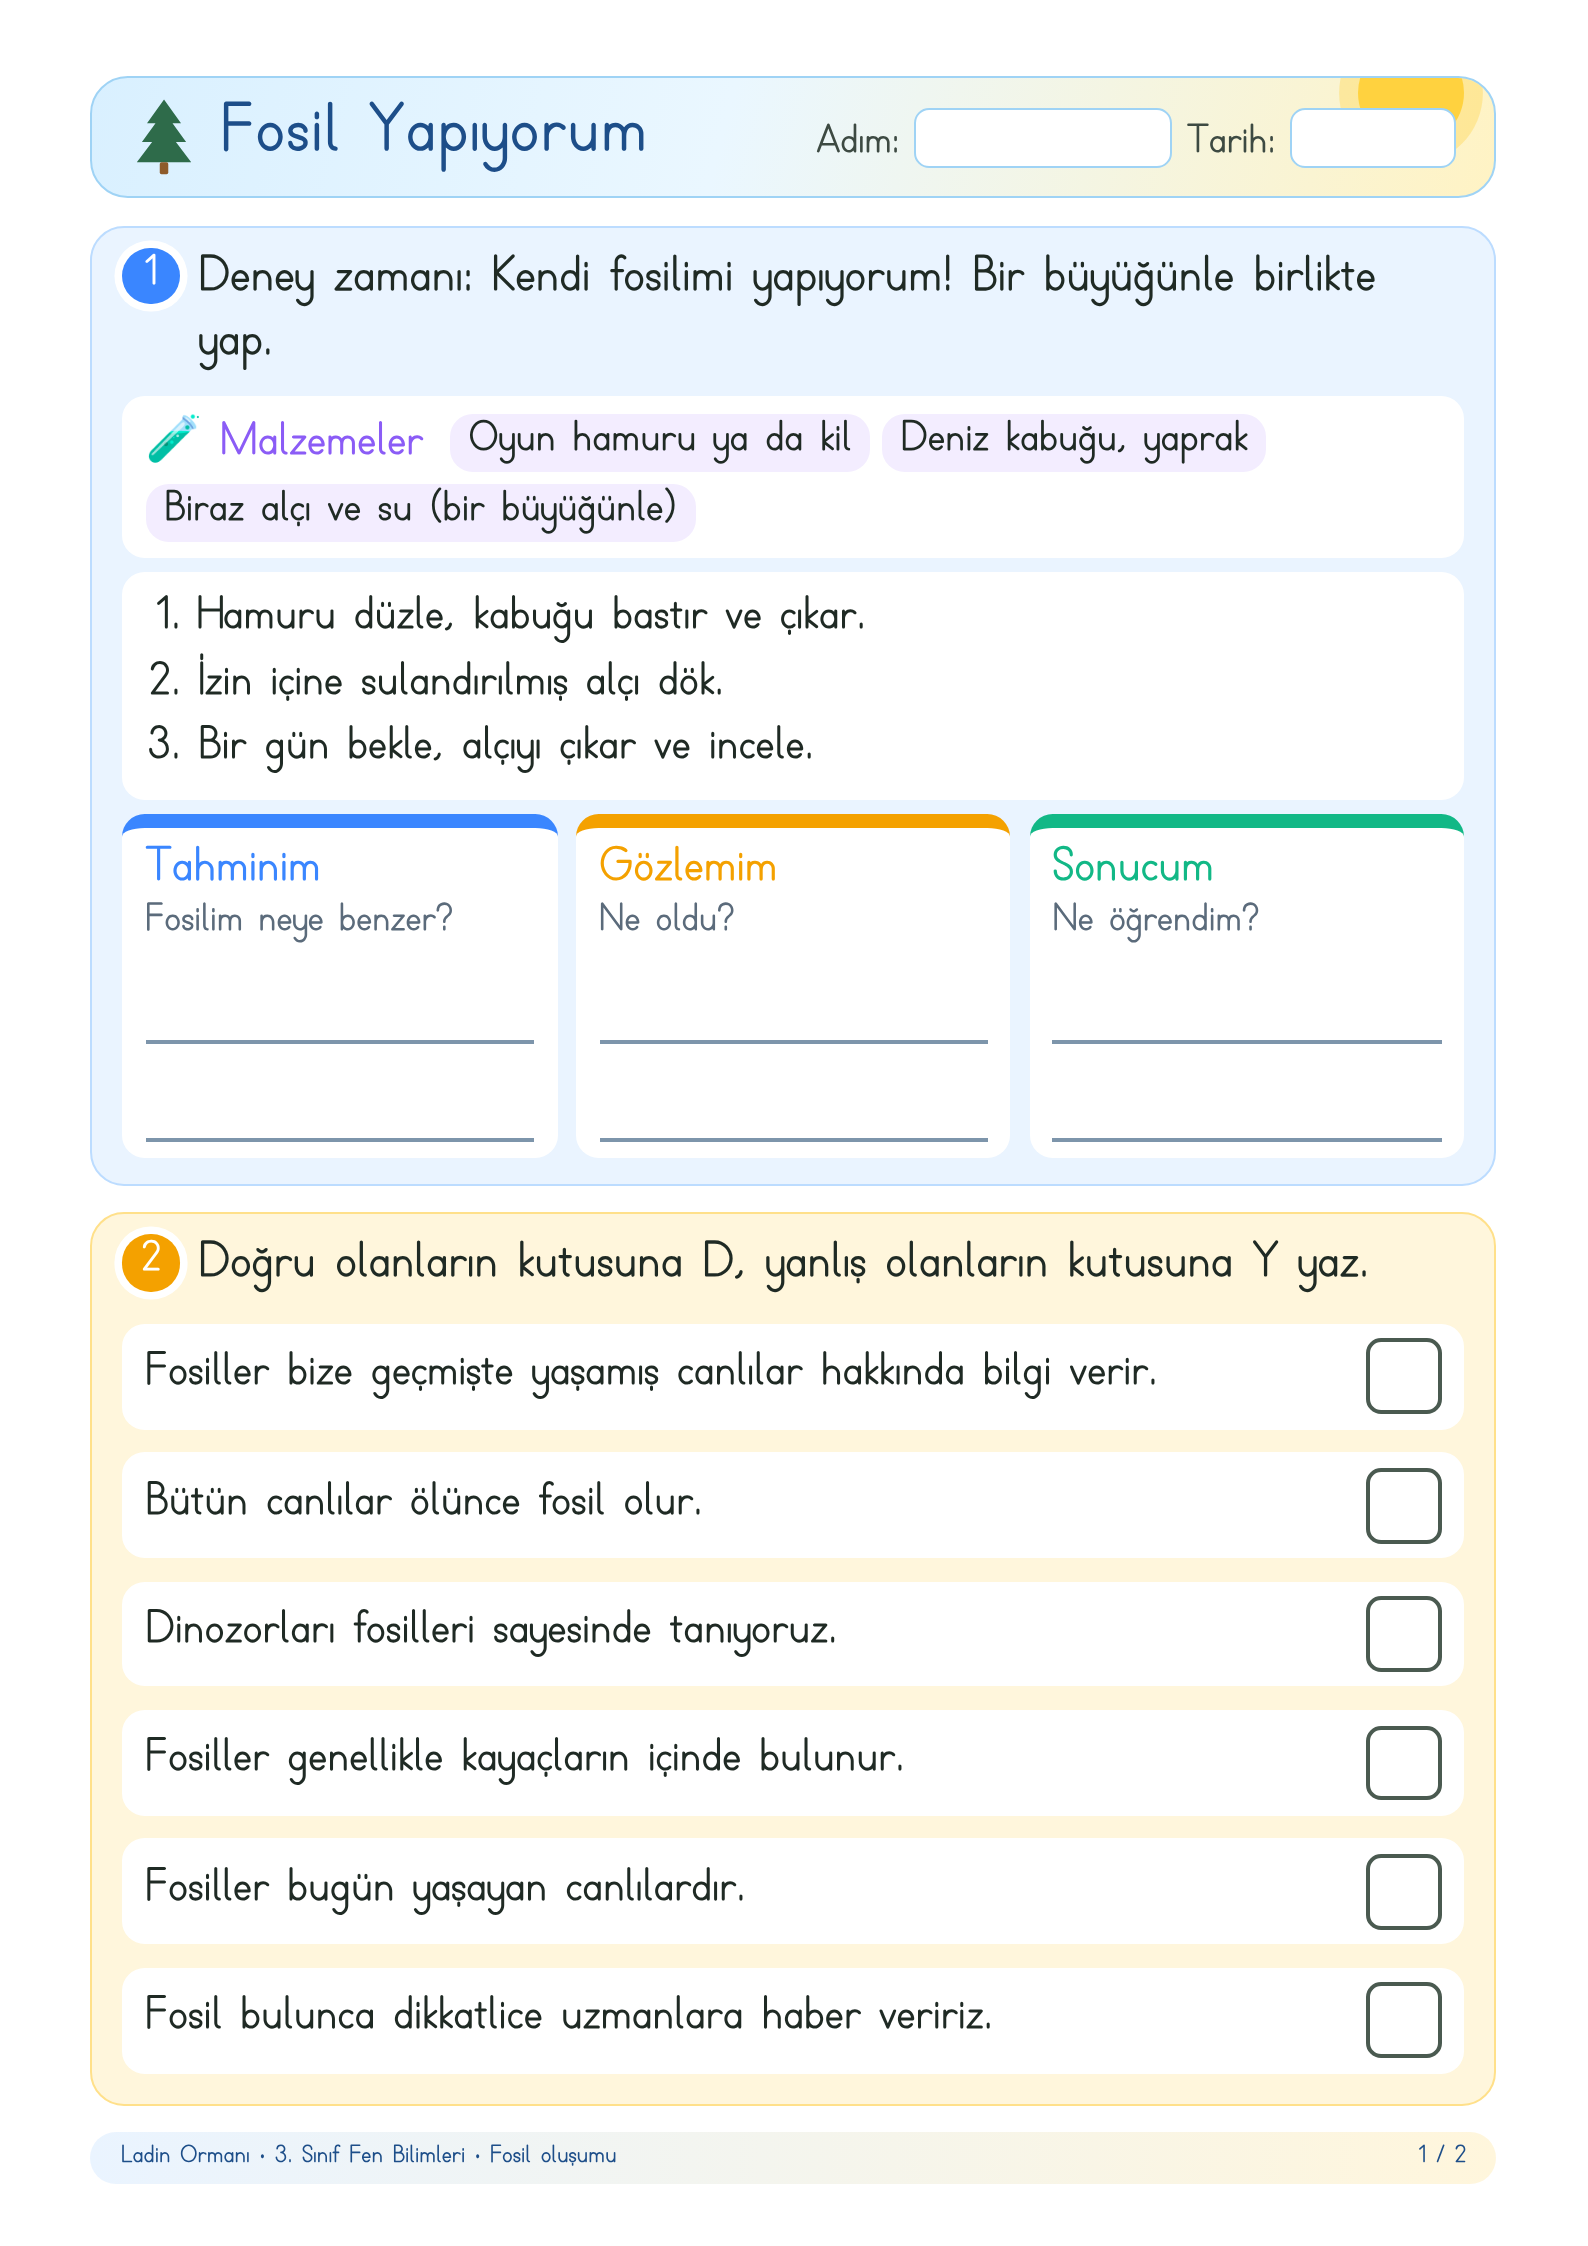 Fosil Yapıyorum
Adım:
Tarih:
1
Deney zamanı: Kendi fosilimi yapıyorum! Bir büyüğünle birlikte
yap.
Malzemeler Oyun hamuru ya da kil Deniz kabuğu, yaprak
Biraz alçı ve su (bir büyüğünle)
1. Hamuru düzle, kabuğu bastır ve çıkar.
2. İzin içine sulandırılmış alçı dök.
3. Bir gün bekle, alçıyı çıkar ve incele.
Tahminim
Fosilim neye benzer?
Gözlemim
Ne oldu?
Sonucum
Ne öğrendim?
2
Doğru olanların kutusuna D, yanlış olanların kutusuna Y yaz.
Fosiller bize geçmişte yaşamış canlılar hakkında bilgi verir.
Bütün canlılar ölünce fosil olur.
Dinozorları fosilleri sayesinde tanıyoruz.
Fosiller genellikle kayaçların içinde bulunur.
Fosiller bugün yaşayan canlılardır.
Fosil bulunca dikkatlice uzmanlara haber veririz.
Ladin Ormanı • 3. Sınıf Fen Bilimleri • Fosil oluşumu
1 / 2